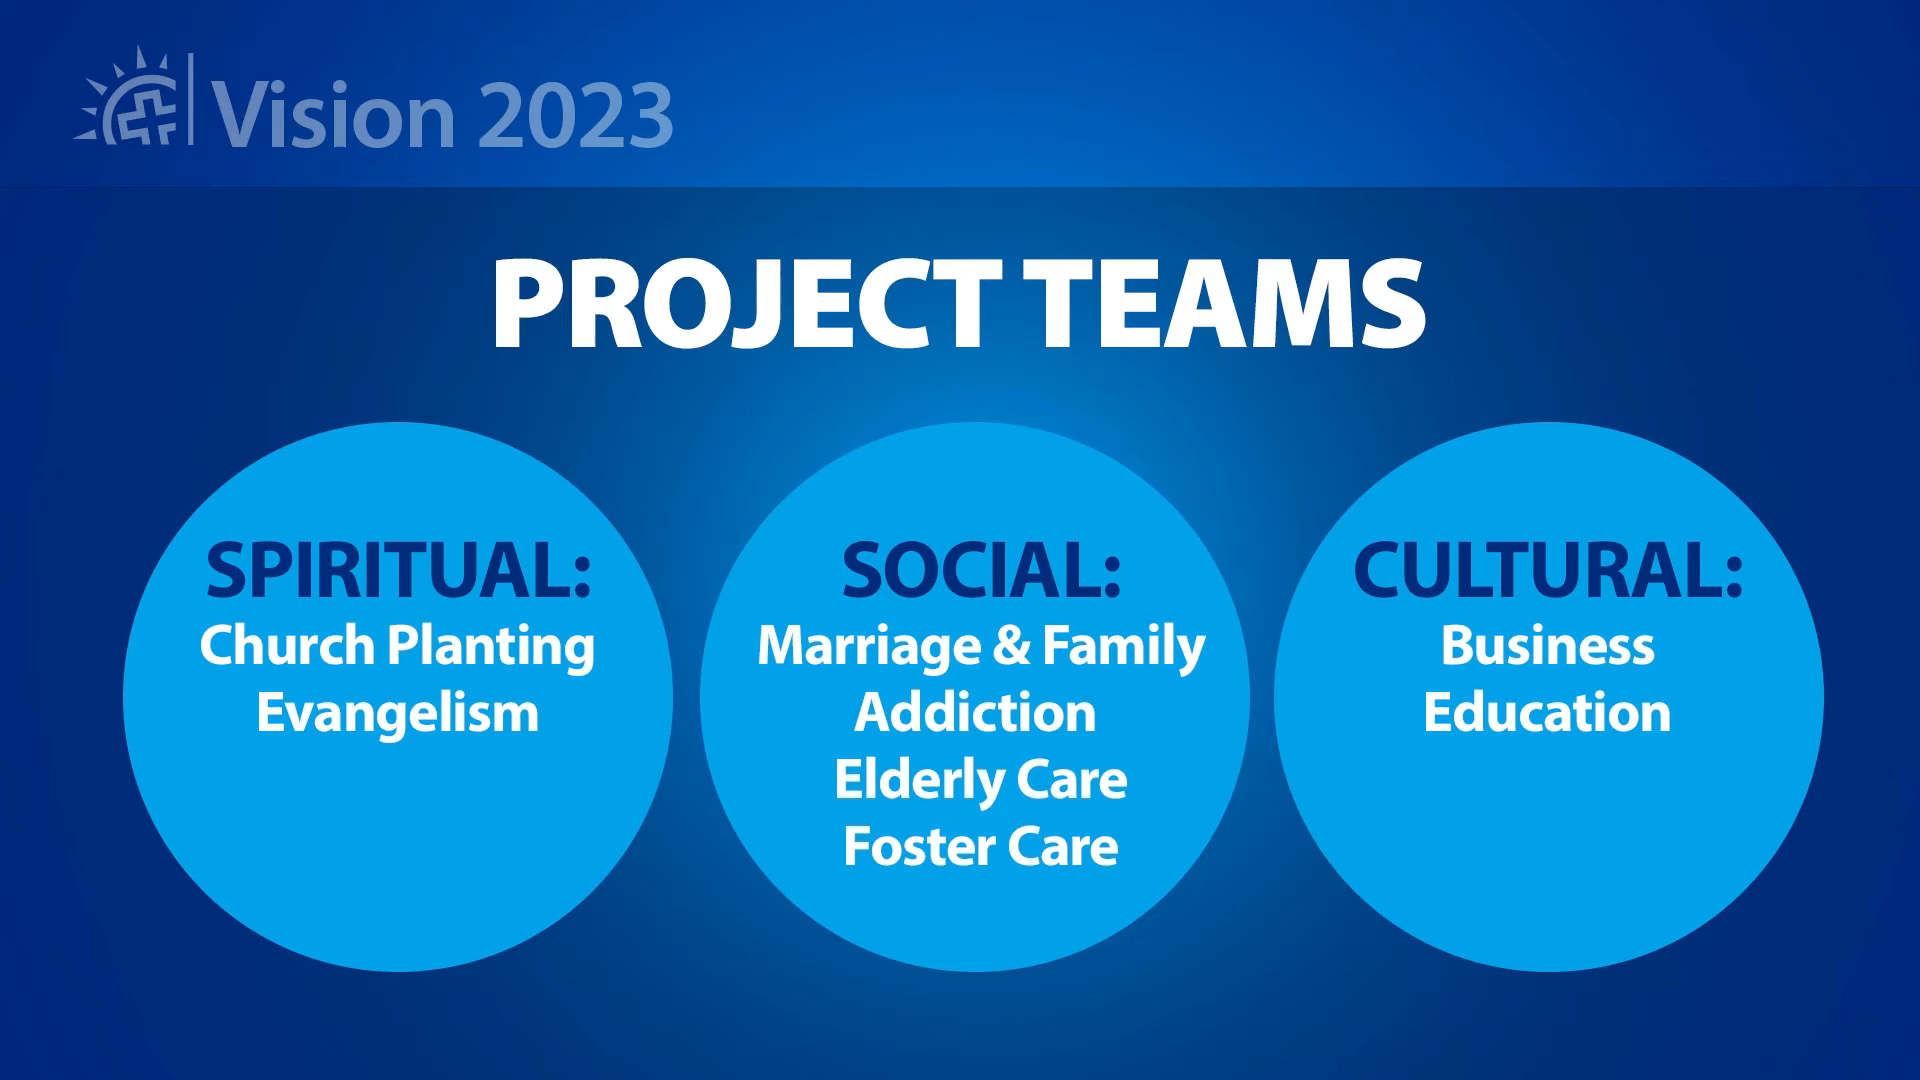 Vision 2023
PROJECT TEAMS
SPIRITUAL:
Church Planting
Evangelism
SOCIAL:
Marriage & Family
Addiction
Elderly Care
Foster Care
CULTURAL:
Business
Education